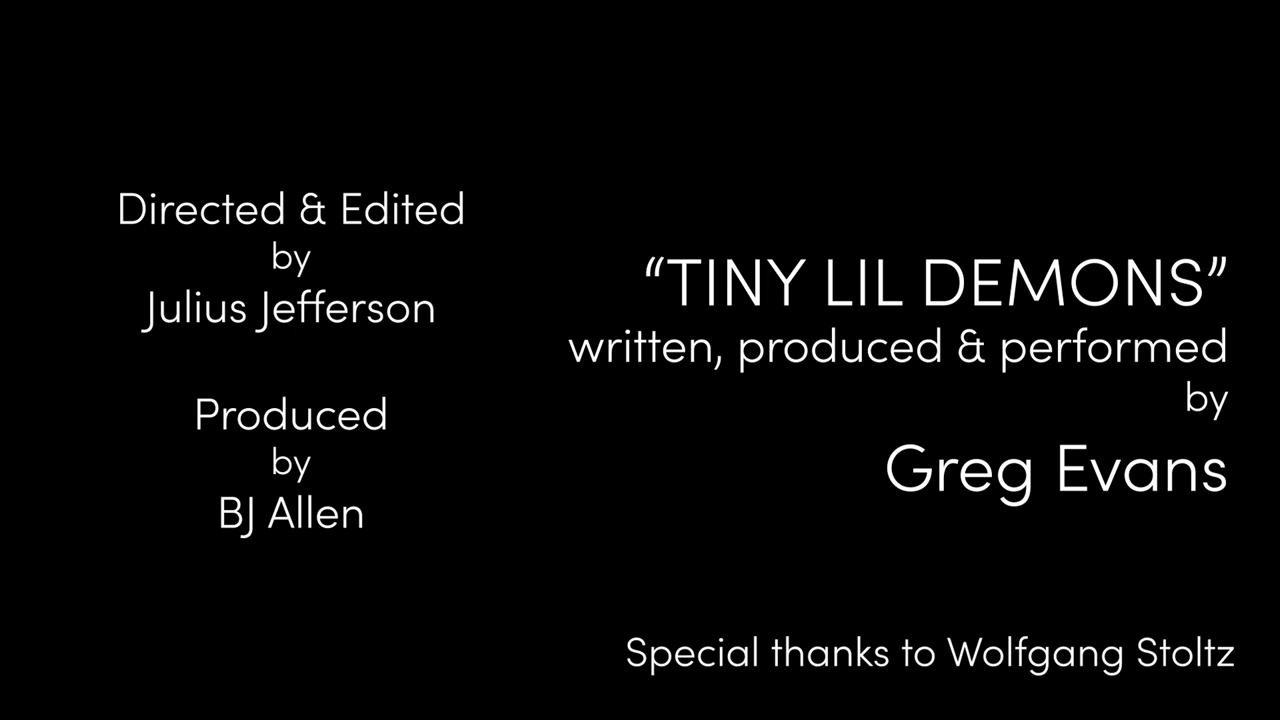 Directed & Edited
by
Julius Jefferson
Produced
by
BJ Allen
“TINY LIL DEMONS”
written, produced & performed
by
Greg Evans
Special thanks to Wolfgang Stoltz